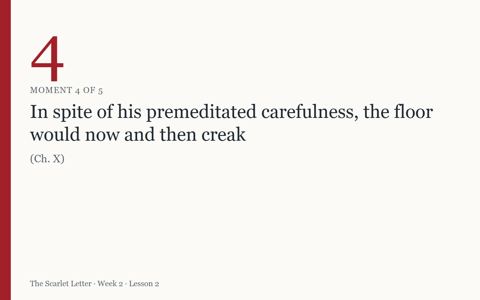 4
MOMENT 4 OF 5
In spite of his premeditated carefulness, the floor
would now and then creak
(Ch. X)
The Scarlet Letter · Week 2 · Lesson 2